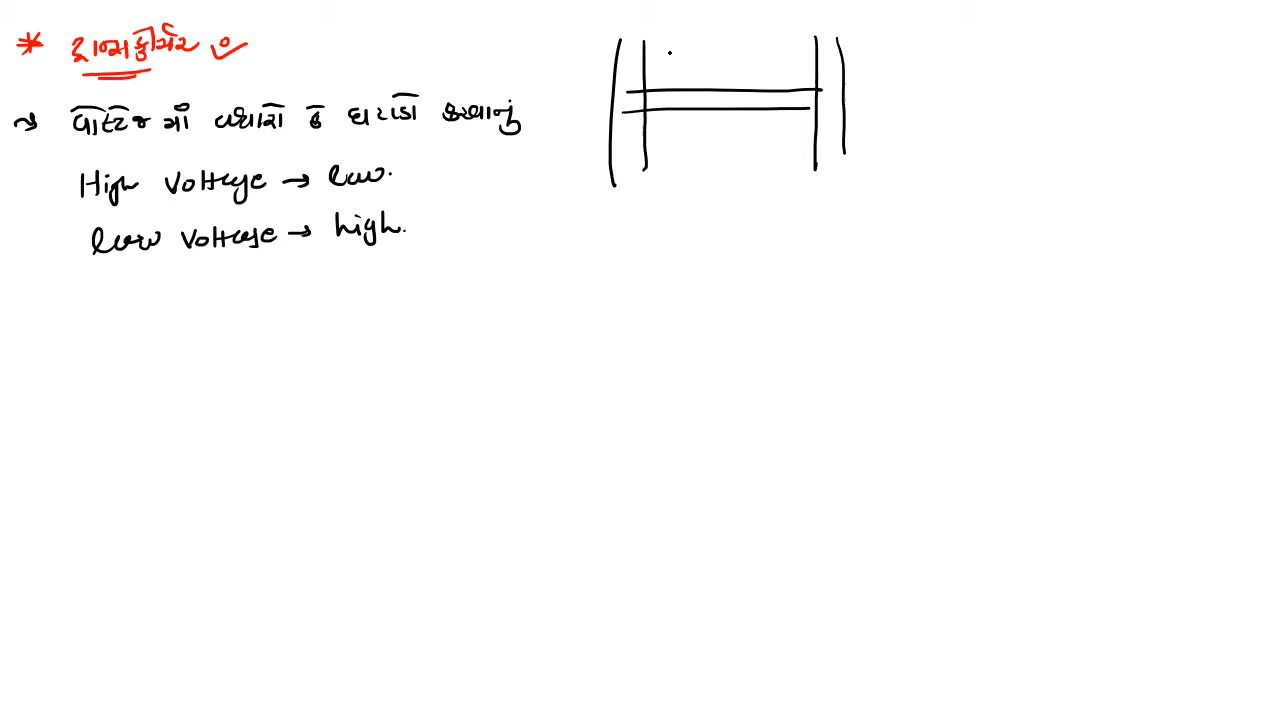 * ટ્રાન્સફોર્મર :-
→ વોલ્ટેજ માં વધારો કે ઘટાડો કરવાનું
High voltage → low.
low voltage → high.